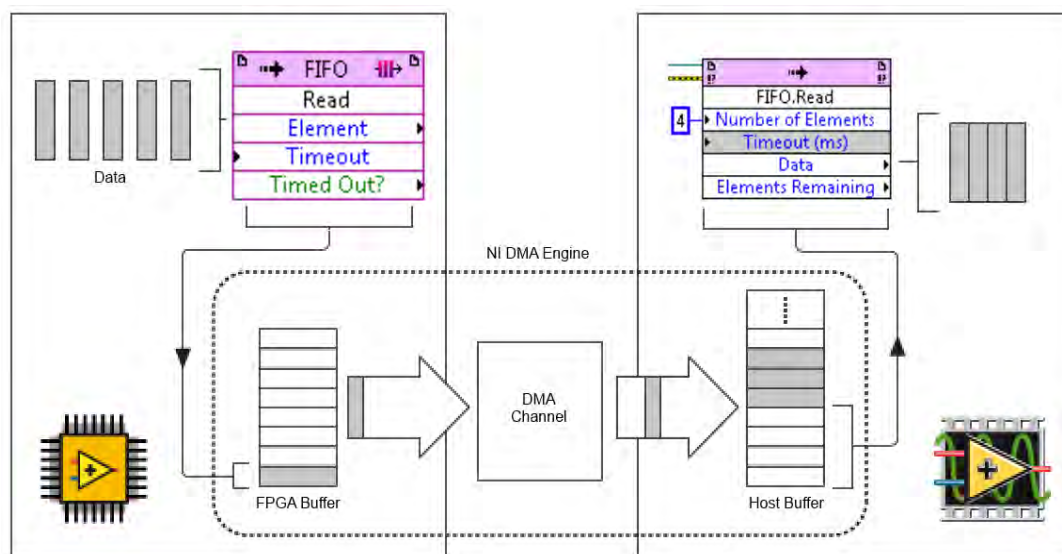 FIFO
Read
Element
Timeout
Timed Out?
Data
FIFO.Read
4
Number of Elements
Timeout (ms)
Data
Elements Remaining
NI DMA Engine
DMA
Channel
FPGA Buffer
Host Buffer